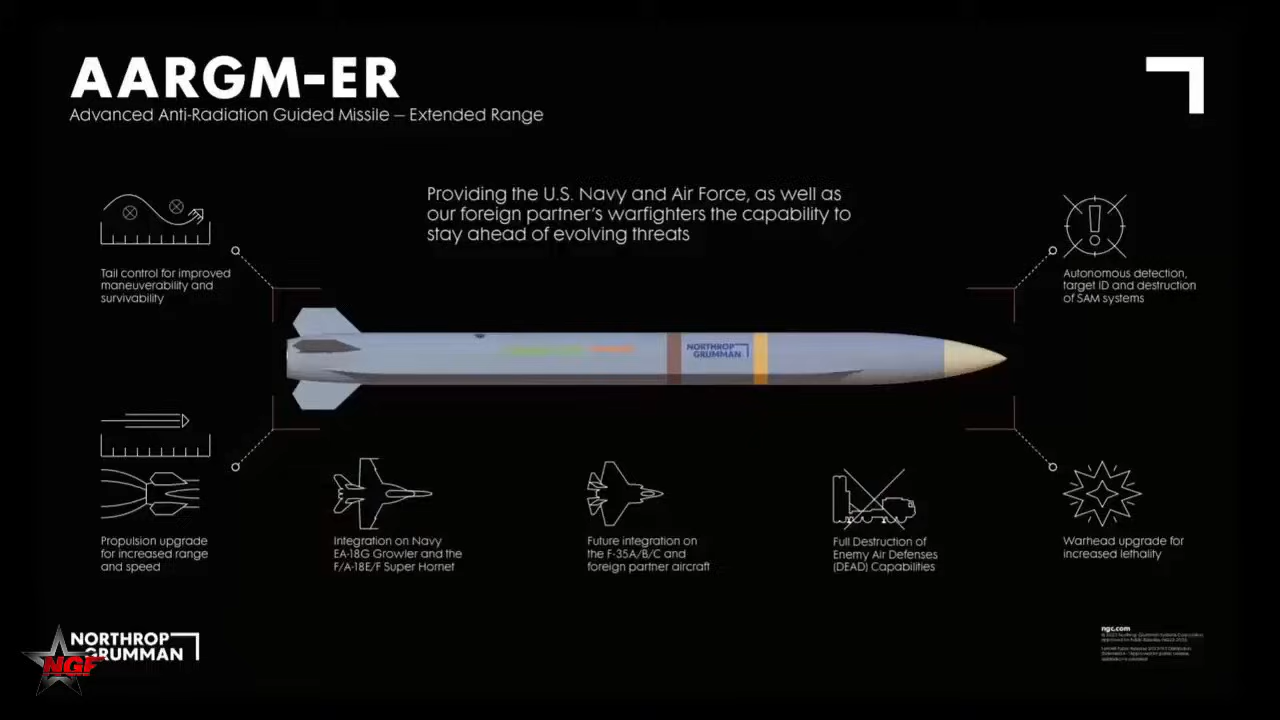 AARGM-ER
Advanced Anti-Radiation Guided Missile – Extended Range
Providing the U.S. Navy and Air Force, as well as
our foreign partner's warfighters the capability to
stay ahead of evolving threats
Tail control for improved
maneuverability and
survivability
Autonomous detection,
target ID and destruction
of SAM systems
NORTHROP
GRUMMAN
Propulsion upgrade
for increased range
and speed
Integration on Navy
EA-18G Growler and the
F/A-18E/F Super Hornet
Future integration on
the F-35A/B/C and
foreign partner aircraft
Full Destruction of
Enemy Air Defenses
(DEAD) Capabilities
Warhead upgrade for
increased lethality
NORTHROP
GRUMMAN
NGF
ngc.com